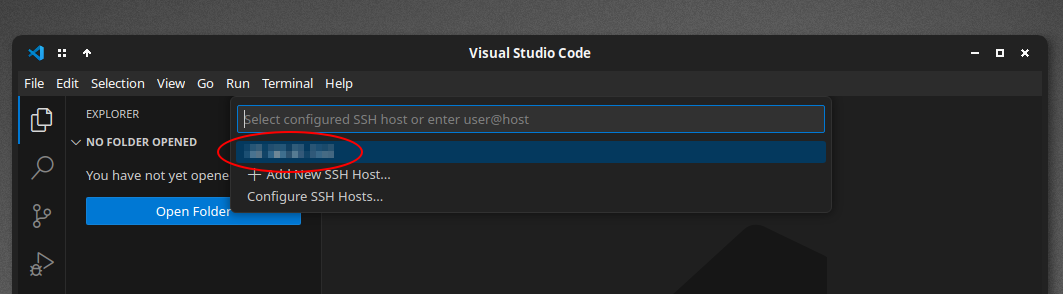 Visual Studio Code
File Edit Selection View Go Run Terminal Help
EXPLORER
Select configured SSH host or enter user@host
NO FOLDER OPENED
Add New SSH Host...
You have not yet opene
Configure SSH Hosts...
Open Folder